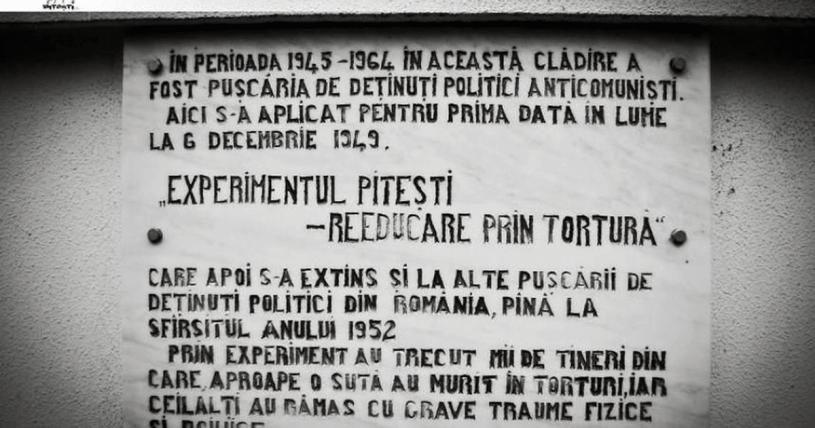 ÎN PERIOADA 1945-1964 ÎN ACEASTĂ CLĂDIRE A
FOST PUȘCĂRIA DE DEȚINUȚI POLITICI ANTICOMUNIȘTI.
AICI S-A APLICAT PENTRU PRIMA DATĂ ÎN LUME
LA 6 DECEMBRIE 1949.
„EXPERIMENTUL PITEȘTI
–REEDUCARE PRIN TORTURĂ“
CARE APOI S-A EXTINS ȘI LA ALTE PUȘCĂRII DE
DEȚINUȚI POLITICI DIN ROMÂNIA, PÎNĂ LA
SFÎRȘITUL ANULUI 1952
PRIN EXPERIMENT AU TRECUT MII DE TINERI DIN
CARE APROAPE O SUTĂ AU MURIT ÎN TORTURI, IAR
CEILALȚI AU RĂMAS CU GRAVE TRAUME FIZICE